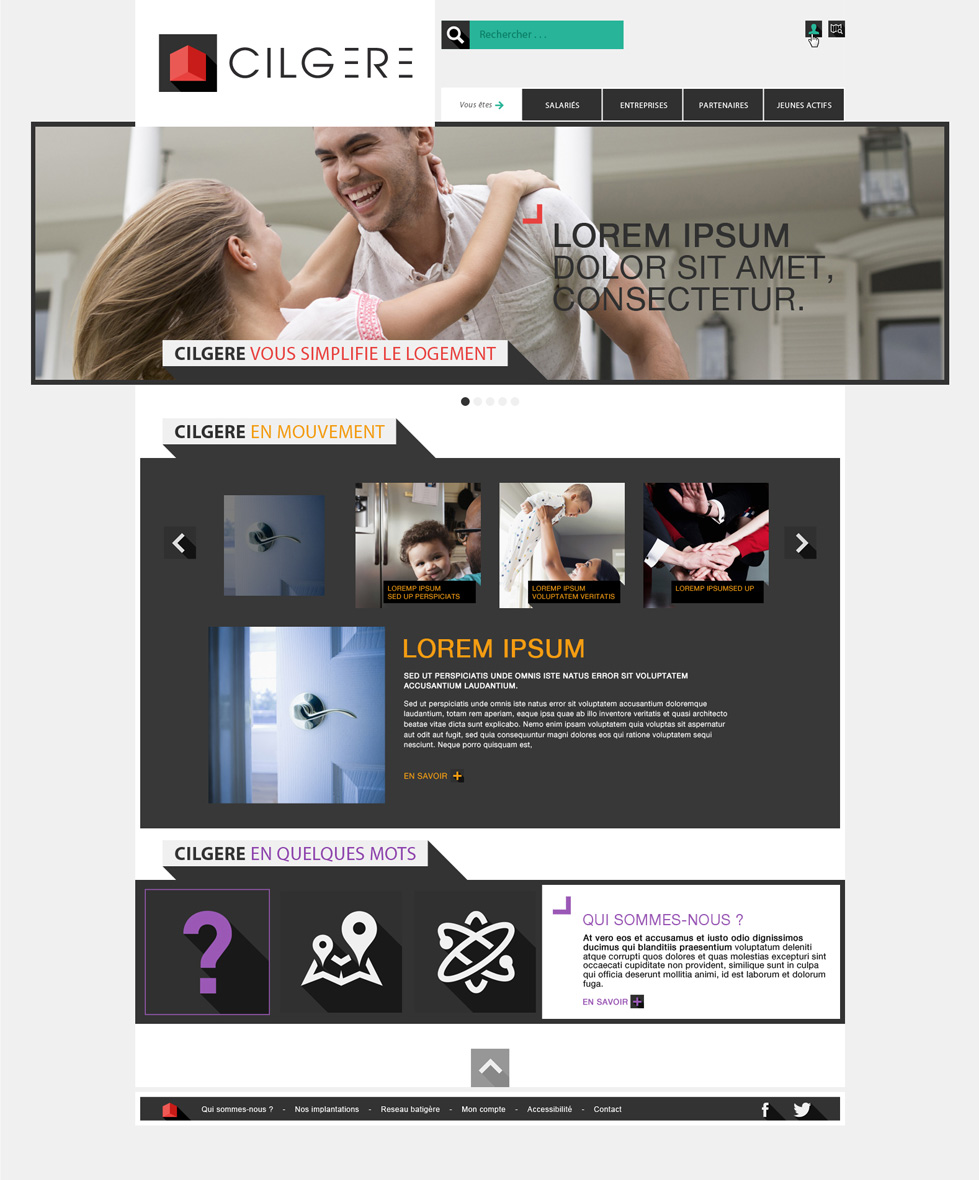 CILGERE
Rechercher . . .
Vous êtes
SALARIÉS
ENTREPRISES
PARTENAIRES
JEUNES ACTIFS
LOREM IPSUM
DOLOR SIT AMET,
CONSECTETUR.
CILGERE VOUS SIMPLIFIE LE LOGEMENT
CILGERE EN MOUVEMENT
LOREMP IPSUM
SED UP PERSPICIATS
LOREMP IPSUM
VOLUPTATEM VERITATIS
LOREMP IPSUMSED UP
LOREM IPSUM
SED UT PERSPICIATIS UNDE OMNIS ISTE NATUS ERROR SIT VOLUPTATEM
ACCUSANTIUM LAUDANTIUM.
Sed ut perspiciatis unde omnis iste natus error sit voluptatem accusantium doloremque
laudantium, totam rem aperiam, eaque ipsa quae ab illo inventore veritatis et quasi architecto
beatae vitae dicta sunt explicabo. Nemo enim ipsam voluptatem quia voluptas sit aspernatur
aut odit aut fugit, sed quia consequuntur magni dolores eos qui ratione voluptatem sequi
nesciunt. Neque porro quisquam est,
EN SAVOIR +
CILGERE EN QUELQUES MOTS
?
QUI SOMMES-NOUS ?
At vero eos et accusamus et iusto odio dignissimos
ducimus qui blanditiis praesentium voluptatum deleniti
atque corrupti quos dolores et quas molestias excepturi sint
occaecati cupiditate non provident, similique sunt in culpa
qui officia deserunt mollitia animi, id est laborum et dolorum
fuga.
EN SAVOIR +
Qui sommes-nous ? - Nos implantations - Reseau batigère - Mon compte - Accessibilité - Contact